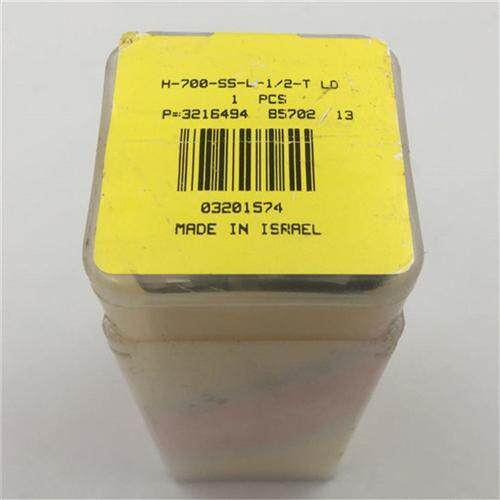 H-700-SS-L-1/2-T LD
1 PCS
P=3216494 85702 13
03201574
MADE IN ISRAEL